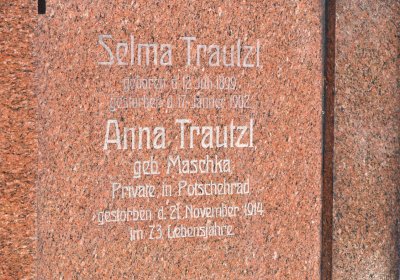 Selma Trautzl,
geboren d. 12. Juli 1899,
gestorben d. 17. Jänner 1902.
Anna Trautzl,
geb. Maschka,
Private in Potschehrad,
gestorben d. 21. November 1914
im 73. Lebensjahre.